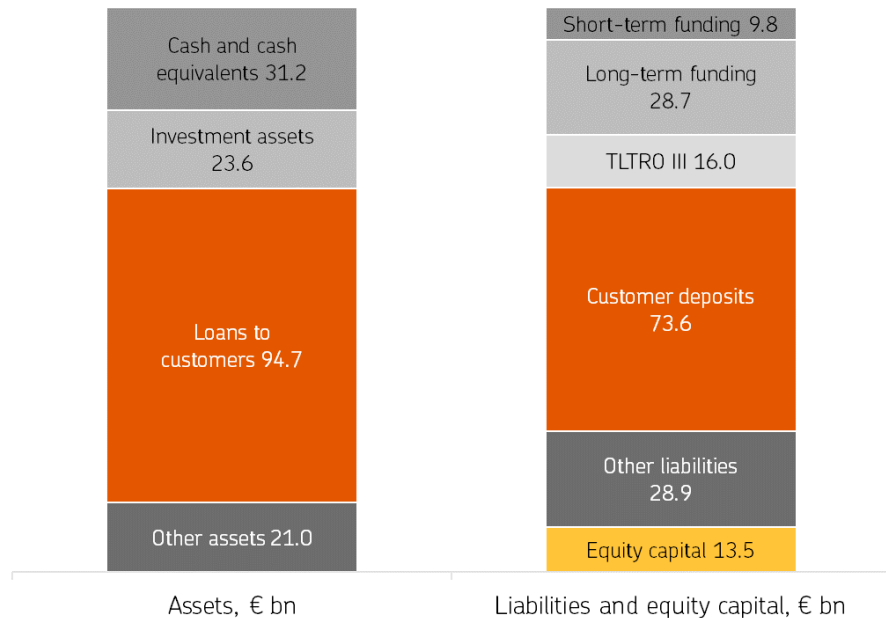 Cash and cash
equivalents 31.2
Investment assets
23.6
Loans to
customers 94.7
Other assets 21.0
Assets, € bn
Short-term funding 9.8
Long-term funding
28.7
TLTRO III 16.0
Customer deposits
73.6
Other liabilities
28.9
Equity capital 13.5
Liabilities and equity capital, € bn